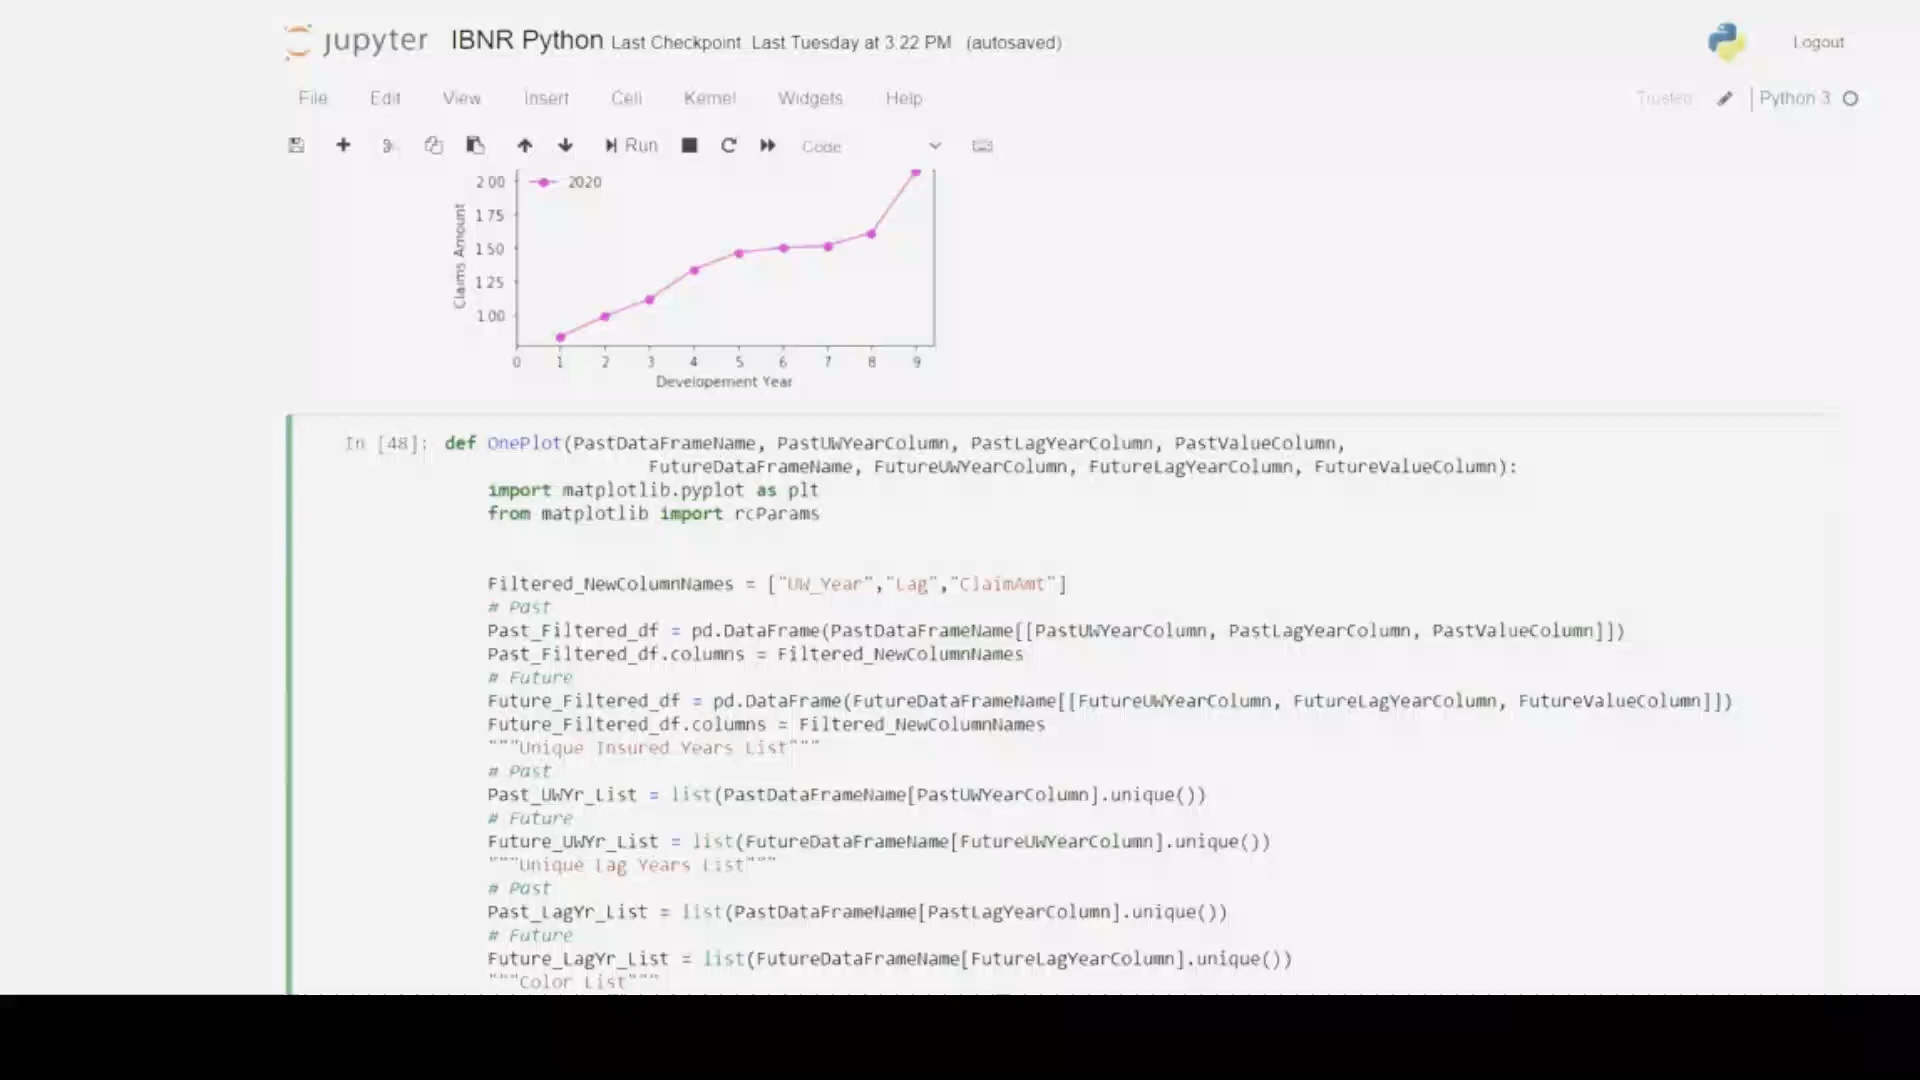 jupyter IBNR Python Last Checkpoint Last Tuesday at 3:22 PM (autosaved) Logout
File Edit View Insert Cell Kernel Widgets Help Trusted Python 3
Run Code
2.00 2020
1.75
1.50
1.25
1.00
Claims Amount
0 1 2 3 4 5 6 7 8 9
Developement Year
In [48]: def OnePlot(PastDataFrameName, PastUWYearColumn, PastLagYearColumn, PastValueColumn,
FutureDataFrameName, FutureUWYearColumn, FutureLagYearColumn, FutureValueColumn):
import matplotlib.pyplot as plt
from matplotlib import rcParams
Filtered_NewColumnNames = ["UW_Year","Lag","ClaimAmt"]
# Past
Past_Filtered_df = pd.DataFrame(PastDataFrameName[[PastUWYearColumn, PastLagYearColumn, PastValueColumn]])
Past_Filtered_df.columns = Filtered_NewColumnNames
# Future
Future_Filtered_df = pd.DataFrame(FutureDataFrameName[[FutureUWYearColumn, FutureLagYearColumn, FutureValueColumn]])
Future_Filtered_df.columns = Filtered_NewColumnNames
"""Unique Insured Years List"""
# Past
Past_UWYr_List = list(PastDataFrameName[PastUWYearColumn].unique())
# Future
Future_UWYr_List = list(FutureDataFrameName[FutureUWYearColumn].unique())
"""Unique Lag Years List"""
# Past
Past_LagYr_List = list(PastDataFrameName[PastLagYearColumn].unique())
# Future
Future_LagYr_List = list(FutureDataFrameName[FutureLagYearColumn].unique())
"""Color List"""